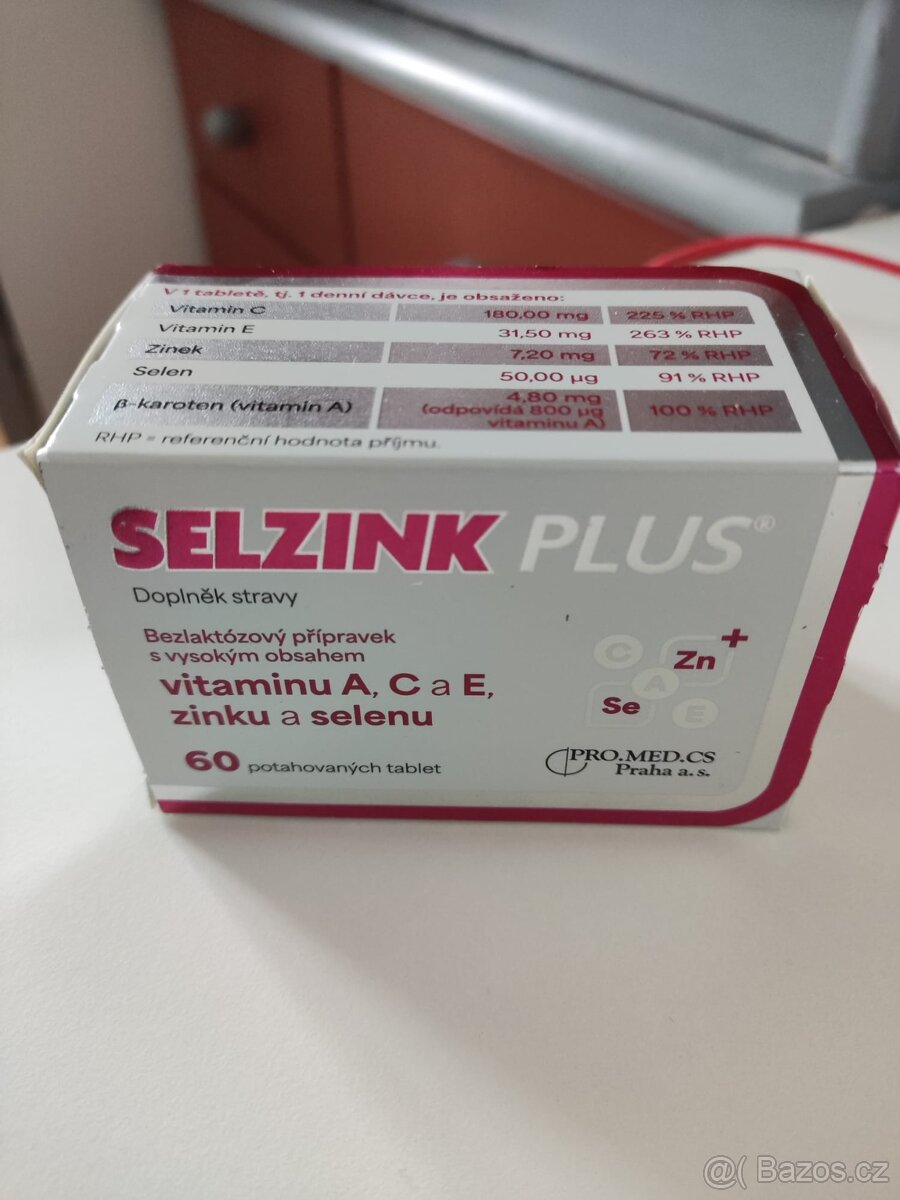 V 1 tabletě, tj. 1 denní dávce, je obsaženo:
Vitamin C 180,00 mg 225 % RHP
Vitamin E 31,50 mg 263 % RHP
Zinek 7,20 mg 72 % RHP
Selen 50,00 µg 91 % RHP
β-karoten (vitamin A) 4,80 mg 100 % RHP
(odpovídá 800 µg
vitaminu A)
RHP = referenční hodnota příjmu.
SELZINK PLUS®
Doplněk stravy
Bezlaktózový přípravek
s vysokým obsahem
vitaminu A, C a E,
zinku a selenu
60 potahovaných tablet
C Zn +
A
Se E
PRO.MED.CS
Praha a. s.
@( Bazos.cz